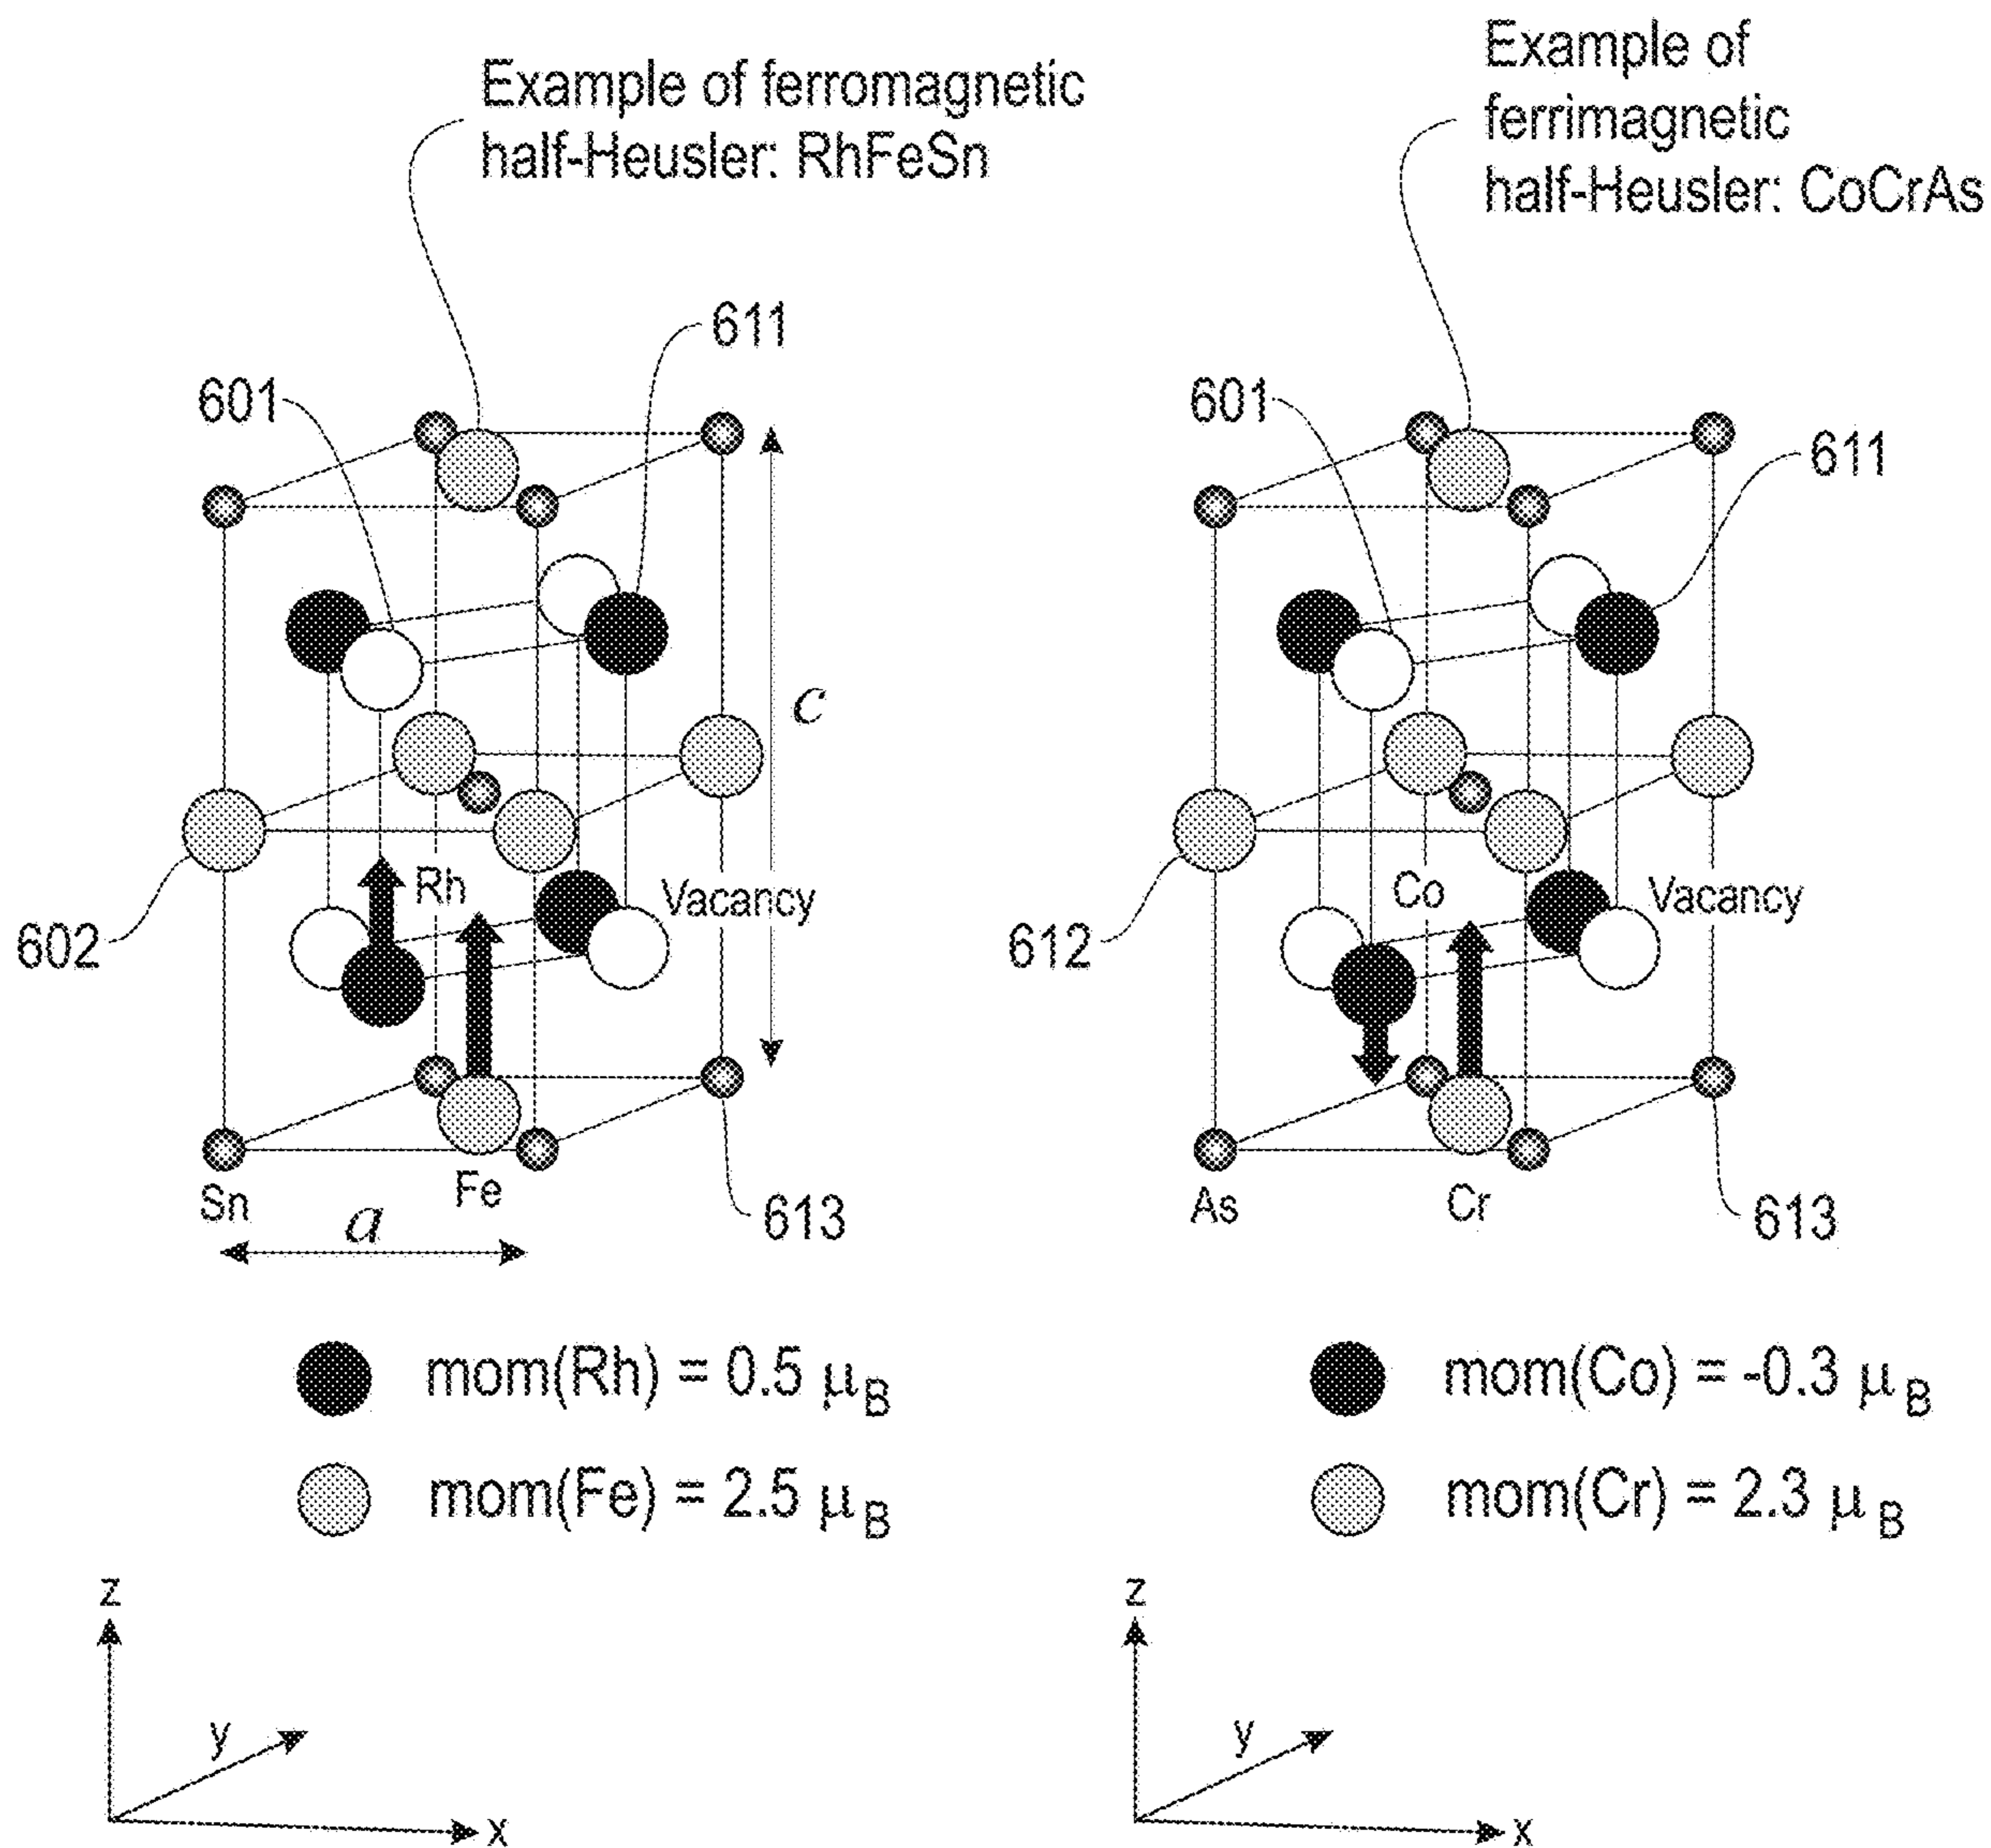 Example of ferromagnetic
half-Heusler: RhFeSn
611
601
c
Rh
Vacancy
602
Sn
Fe
a
613
mom(Rh) = 0.5 μB
mom(Fe) = 2.5 μB
z
y
x
Example of
ferrimagnetic
half-Heusler: CoCrAs
601
611
Co
Vacancy
612
As
Cr
613
mom(Co) = -0.3 μB
mom(Cr) = 2.3 μB
z
y
x